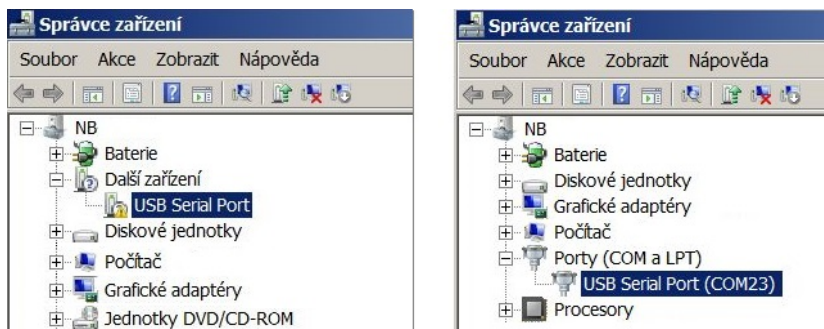 Správce zařízení
Soubor Akce Zobrazit Nápověda
NB
Baterie
Další zařízení
USB Serial Port
Diskové jednotky
Počítač
Grafické adaptéry
Jednotky DVD/CD-ROM
Správce zařízení
Soubor Akce Zobrazit Nápověda
NB
Baterie
Diskové jednotky
Grafické adaptéry
Počítač
Porty (COM a LPT)
USB Serial Port (COM23)
Procesory